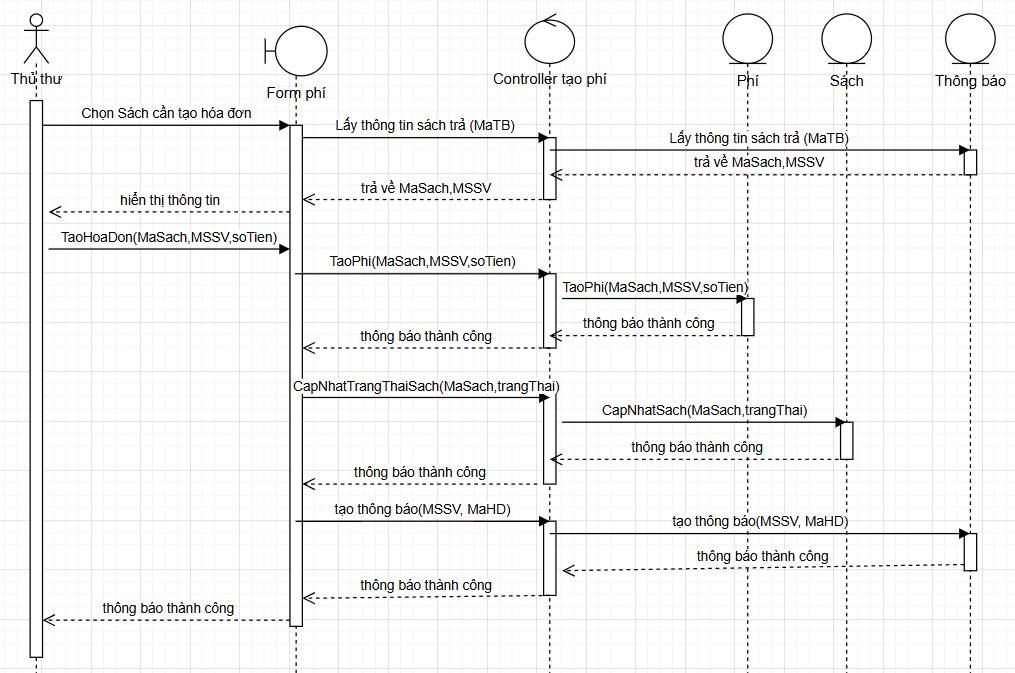 Thủ thư
Form phí
Controller tạo phí
Phí
Sách
Thông báo
Chọn Sách cần tạo hóa đơn
Lấy thông tin sách trả (MaTB)
Lấy thông tin sách trả (MaTB)
trả về MaSach,MSSV
trả về MaSach,MSSV
hiển thị thông tin
TaoHoaDon(MaSach,MSSV,soTien)
TaoPhi(MaSach,MSSV,soTien)
TaoPhi(MaSach,MSSV,soTien)
thông báo thành công
thông báo thành công
CapNhatTrangThaiSach(MaSach,trangThai)
CapNhatSach(MaSach,trangThai)
thông báo thành công
thông báo thành công
tạo thông báo(MSSV, MaHD)
tạo thông báo(MSSV, MaHD)
thông báo thành công
thông báo thành công
thông báo thành công